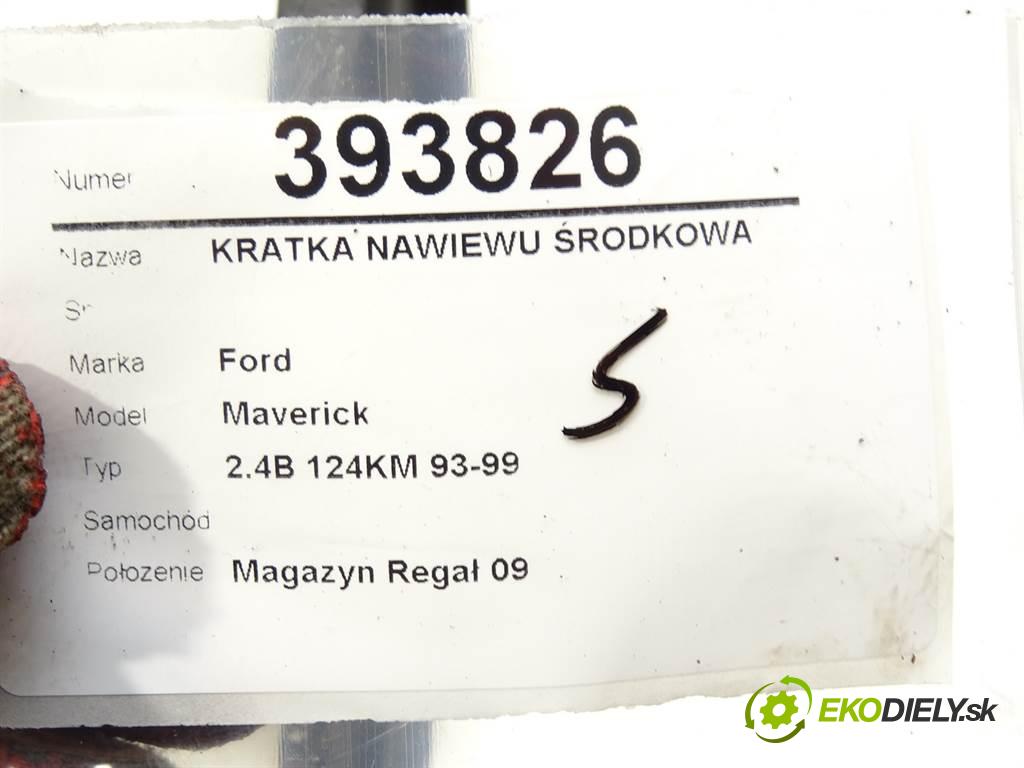 Numer 393826
Nazwa KRATKA NAWIEWU ŚRODKOWA
Marka Ford
Model Maverick
Typ 2.4B 124KM 93-99
Samochód
Położenie Magazyn Regał 09
S
EKODIELY.sk